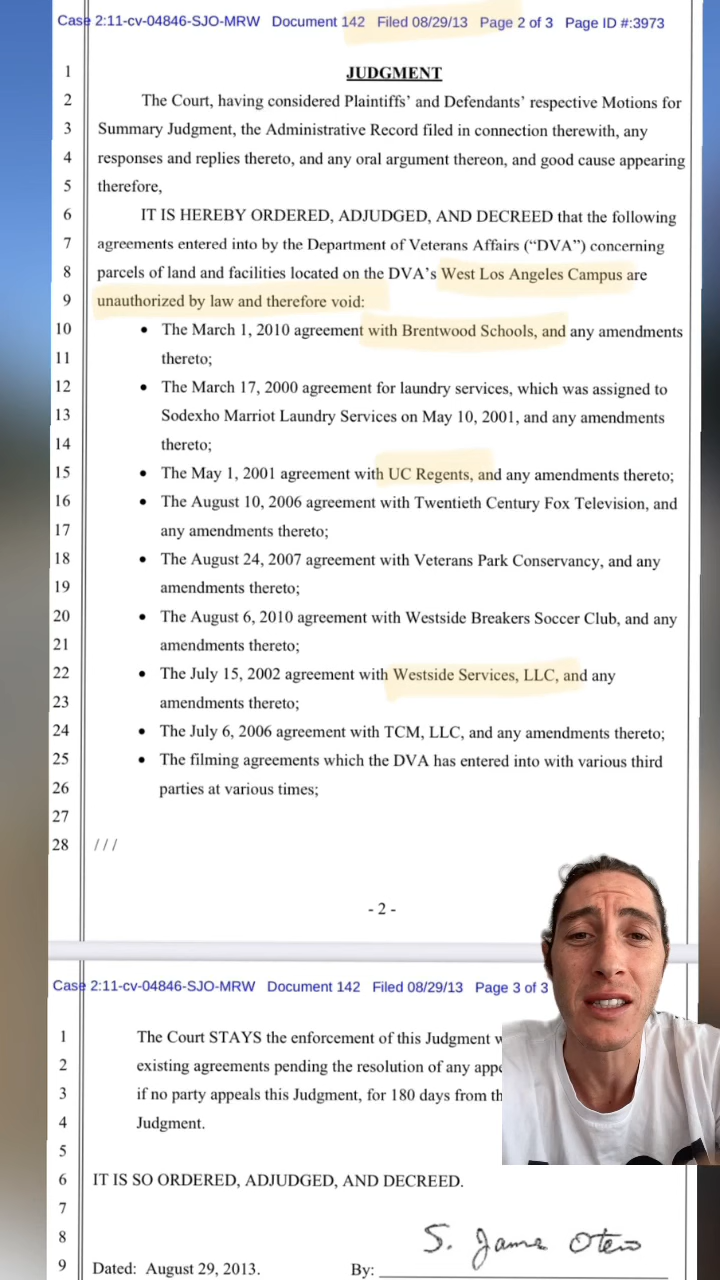 Case 2:11-cv-04846-SJO-MRW Document 142 Filed 08/29/13 Page 2 of 3 Page ID #:3973
1 JUDGMENT
2 The Court, having considered Plaintiffs' and Defendants' respective Motions for
3 Summary Judgment, the Administrative Record filed in connection therewith, any
4 responses and replies thereto, and any oral argument thereon, and good cause appearing
5 therefore,
6 IT IS HEREBY ORDERED, ADJUDGED, AND DECREED that the following
7 agreements entered into by the Department of Veterans Affairs ("DVA") concerning
8 parcels of land and facilities located on the DVA's West Los Angeles Campus are
9 unauthorized by law and therefore void:
10 • The March 1, 2010 agreement with Brentwood Schools, and any amendments
11 thereto;
12 • The March 17, 2000 agreement for laundry services, which was assigned to
13 Sodexho Marriot Laundry Services on May 10, 2001, and any amendments
14 thereto;
15 • The May 1, 2001 agreement with UC Regents, and any amendments thereto;
16 • The August 10, 2006 agreement with Twentieth Century Fox Television, and
17 any amendments thereto;
18 • The August 24, 2007 agreement with Veterans Park Conservancy, and any
19 amendments thereto;
20 • The August 6, 2010 agreement with Westside Breakers Soccer Club, and any
21 amendments thereto;
22 • The July 15, 2002 agreement with Westside Services, LLC, and any
23 amendments thereto;
24 • The July 6, 2006 agreement with TCM, LLC, and any amendments thereto;
25 • The filming agreements which the DVA has entered into with various third
26 parties at various times;
27
28 ///
- 2 -
Case 2:11-cv-04846-SJO-MRW Document 142 Filed 08/29/13 Page 3 of 3
1 The Court STAYS the enforcement of this Judgment
2 existing agreements pending the resolution of any
3 if no party appeals this Judgment, for 180 days from
4 Judgment.
5
6 IT IS SO ORDERED, ADJUDGED, AND DECREED.
7
8 S. James Otero
9 Dated: August 29, 2013. By: